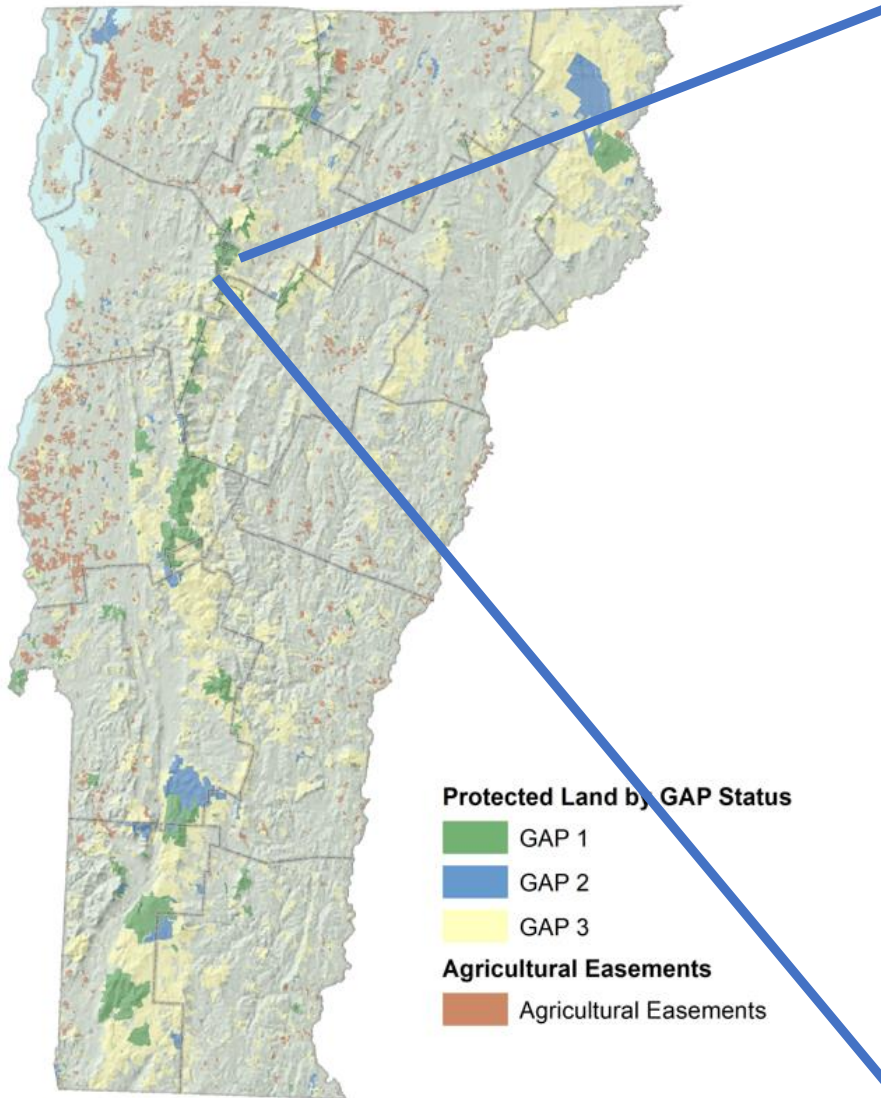 Protected Land by GAP Status
GAP 1
GAP 2
GAP 3
Agricultural Easements
Agricultural Easements